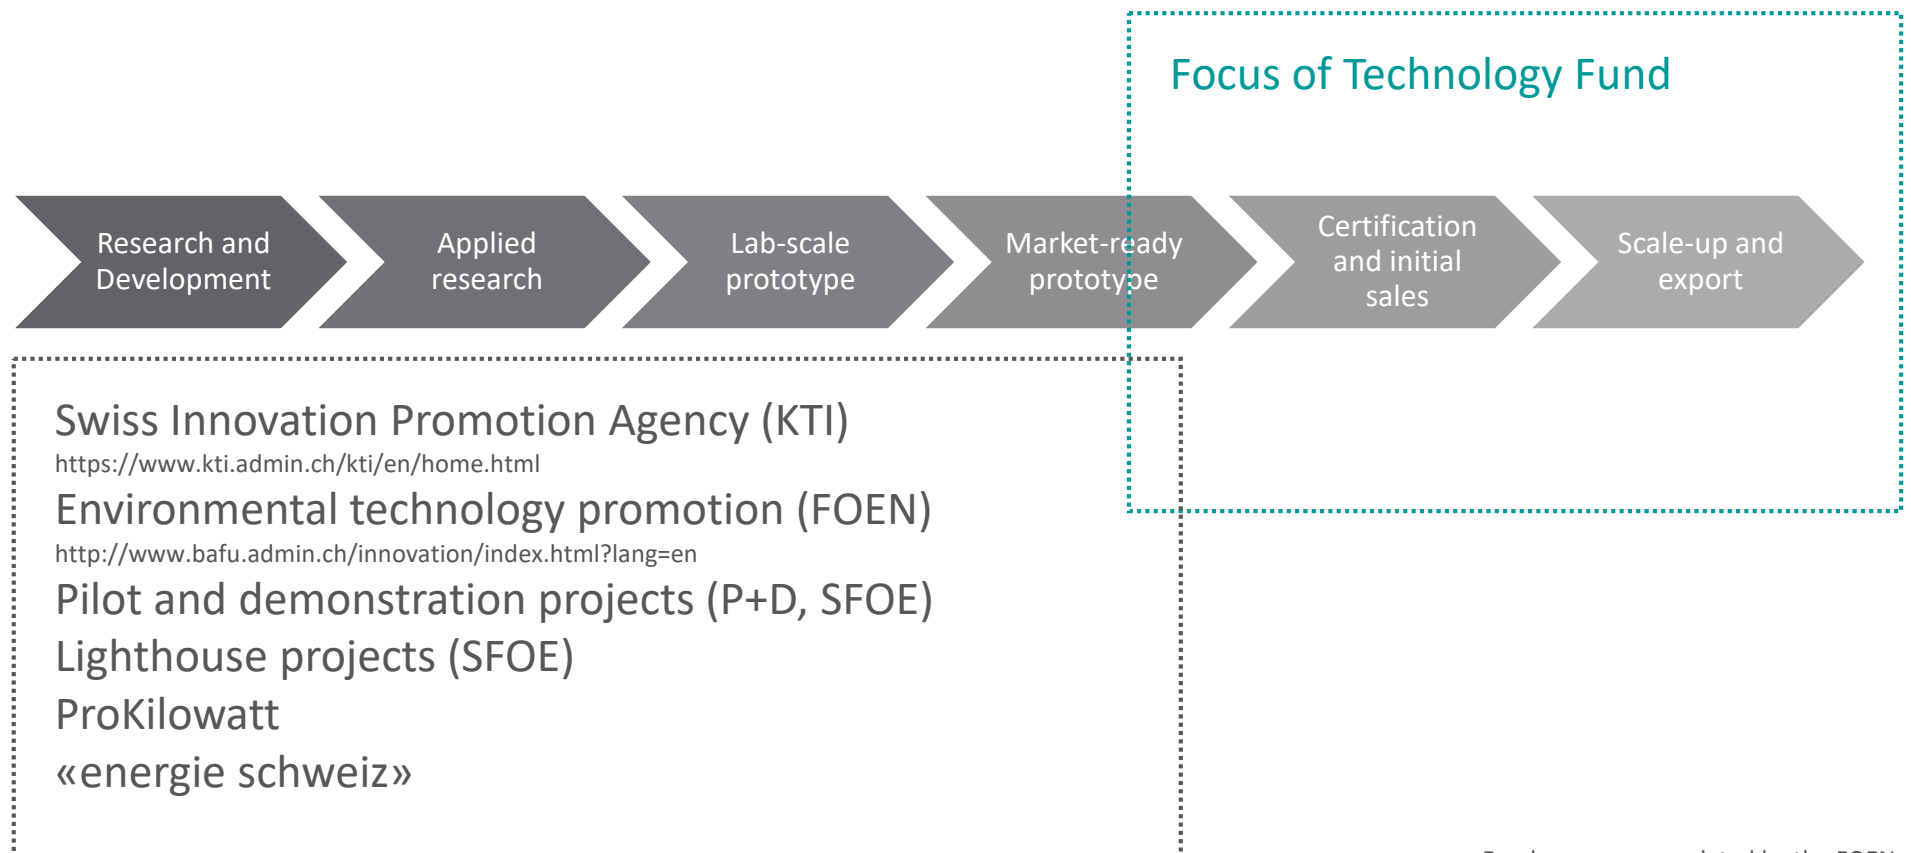 Focus of Technology Fund
Research and
Development
Applied
research
Lab-scale
prototype
Market-ready
prototype
Certification
and initial
sales
Scale-up and
export
Swiss Innovation Promotion Agency (KTI)
https://www.kti.admin.ch/kti/en/home.html
Environmental technology promotion (FOEN)
http://www.bafu.admin.ch/innovation/index.html?lang=en
Pilot and demonstration projects (P+D, SFOE)
Lighthouse projects (SFOE)
ProKilowatt
«energie schweiz»